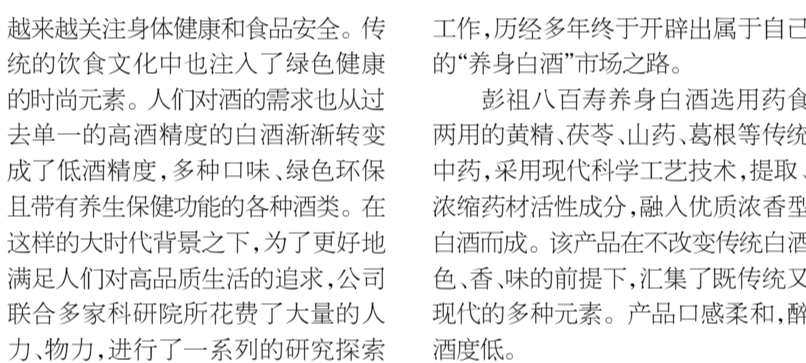 越来越关注身体健康和食品安全。传
统的饮食文化中也注入了绿色健康
的时尚元素。人们对酒的需求也从过
去单一的高酒精度的白酒渐渐转变
成了低酒精度,多种口味、绿色环保
且带有养生保健功能的各种酒类。在
这样的大时代背景之下,为了更好地
满足人们对高品质生活的追求,公司
联合多家科研院所花费了大量的人
力、物力,进行了一系列的研究探索
工作,历经多年终于开辟出属于自己
的“养身白酒”市场之路。
彭祖八百寿养身白酒选用药食
两用的黄精、茯苓、山药、葛根等传统
中药,采用现代科学工艺技术,提取、
浓缩药材活性成分,融入优质浓香型
白酒而成。该产品在不改变传统白酒
色、香、味的前提下,汇集了既传统又
现代的多种元素。产品口感柔和,醉
酒度低。